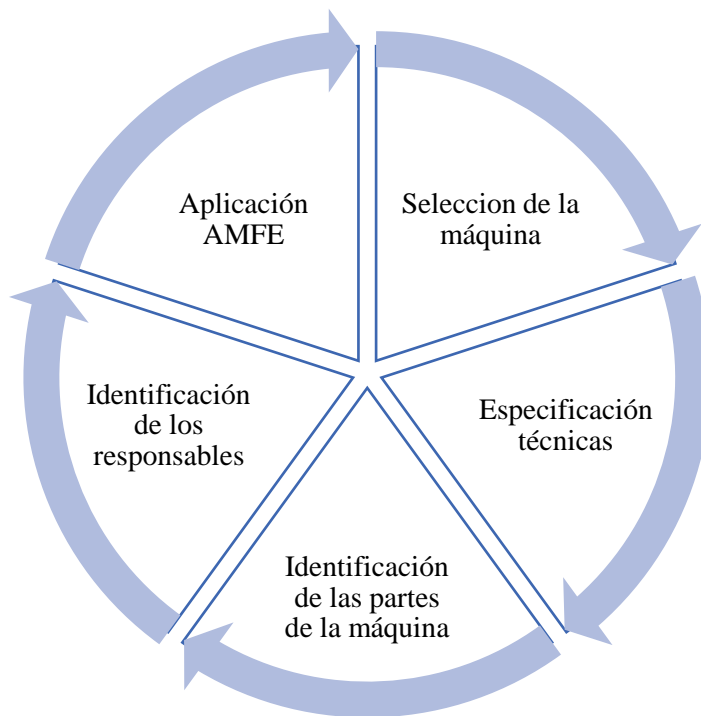 Aplicación
AMFE
Seleccion de la
máquina
Identificación
de los
responsables
Especificación
técnicas
Identificación
de las partes
de la máquina